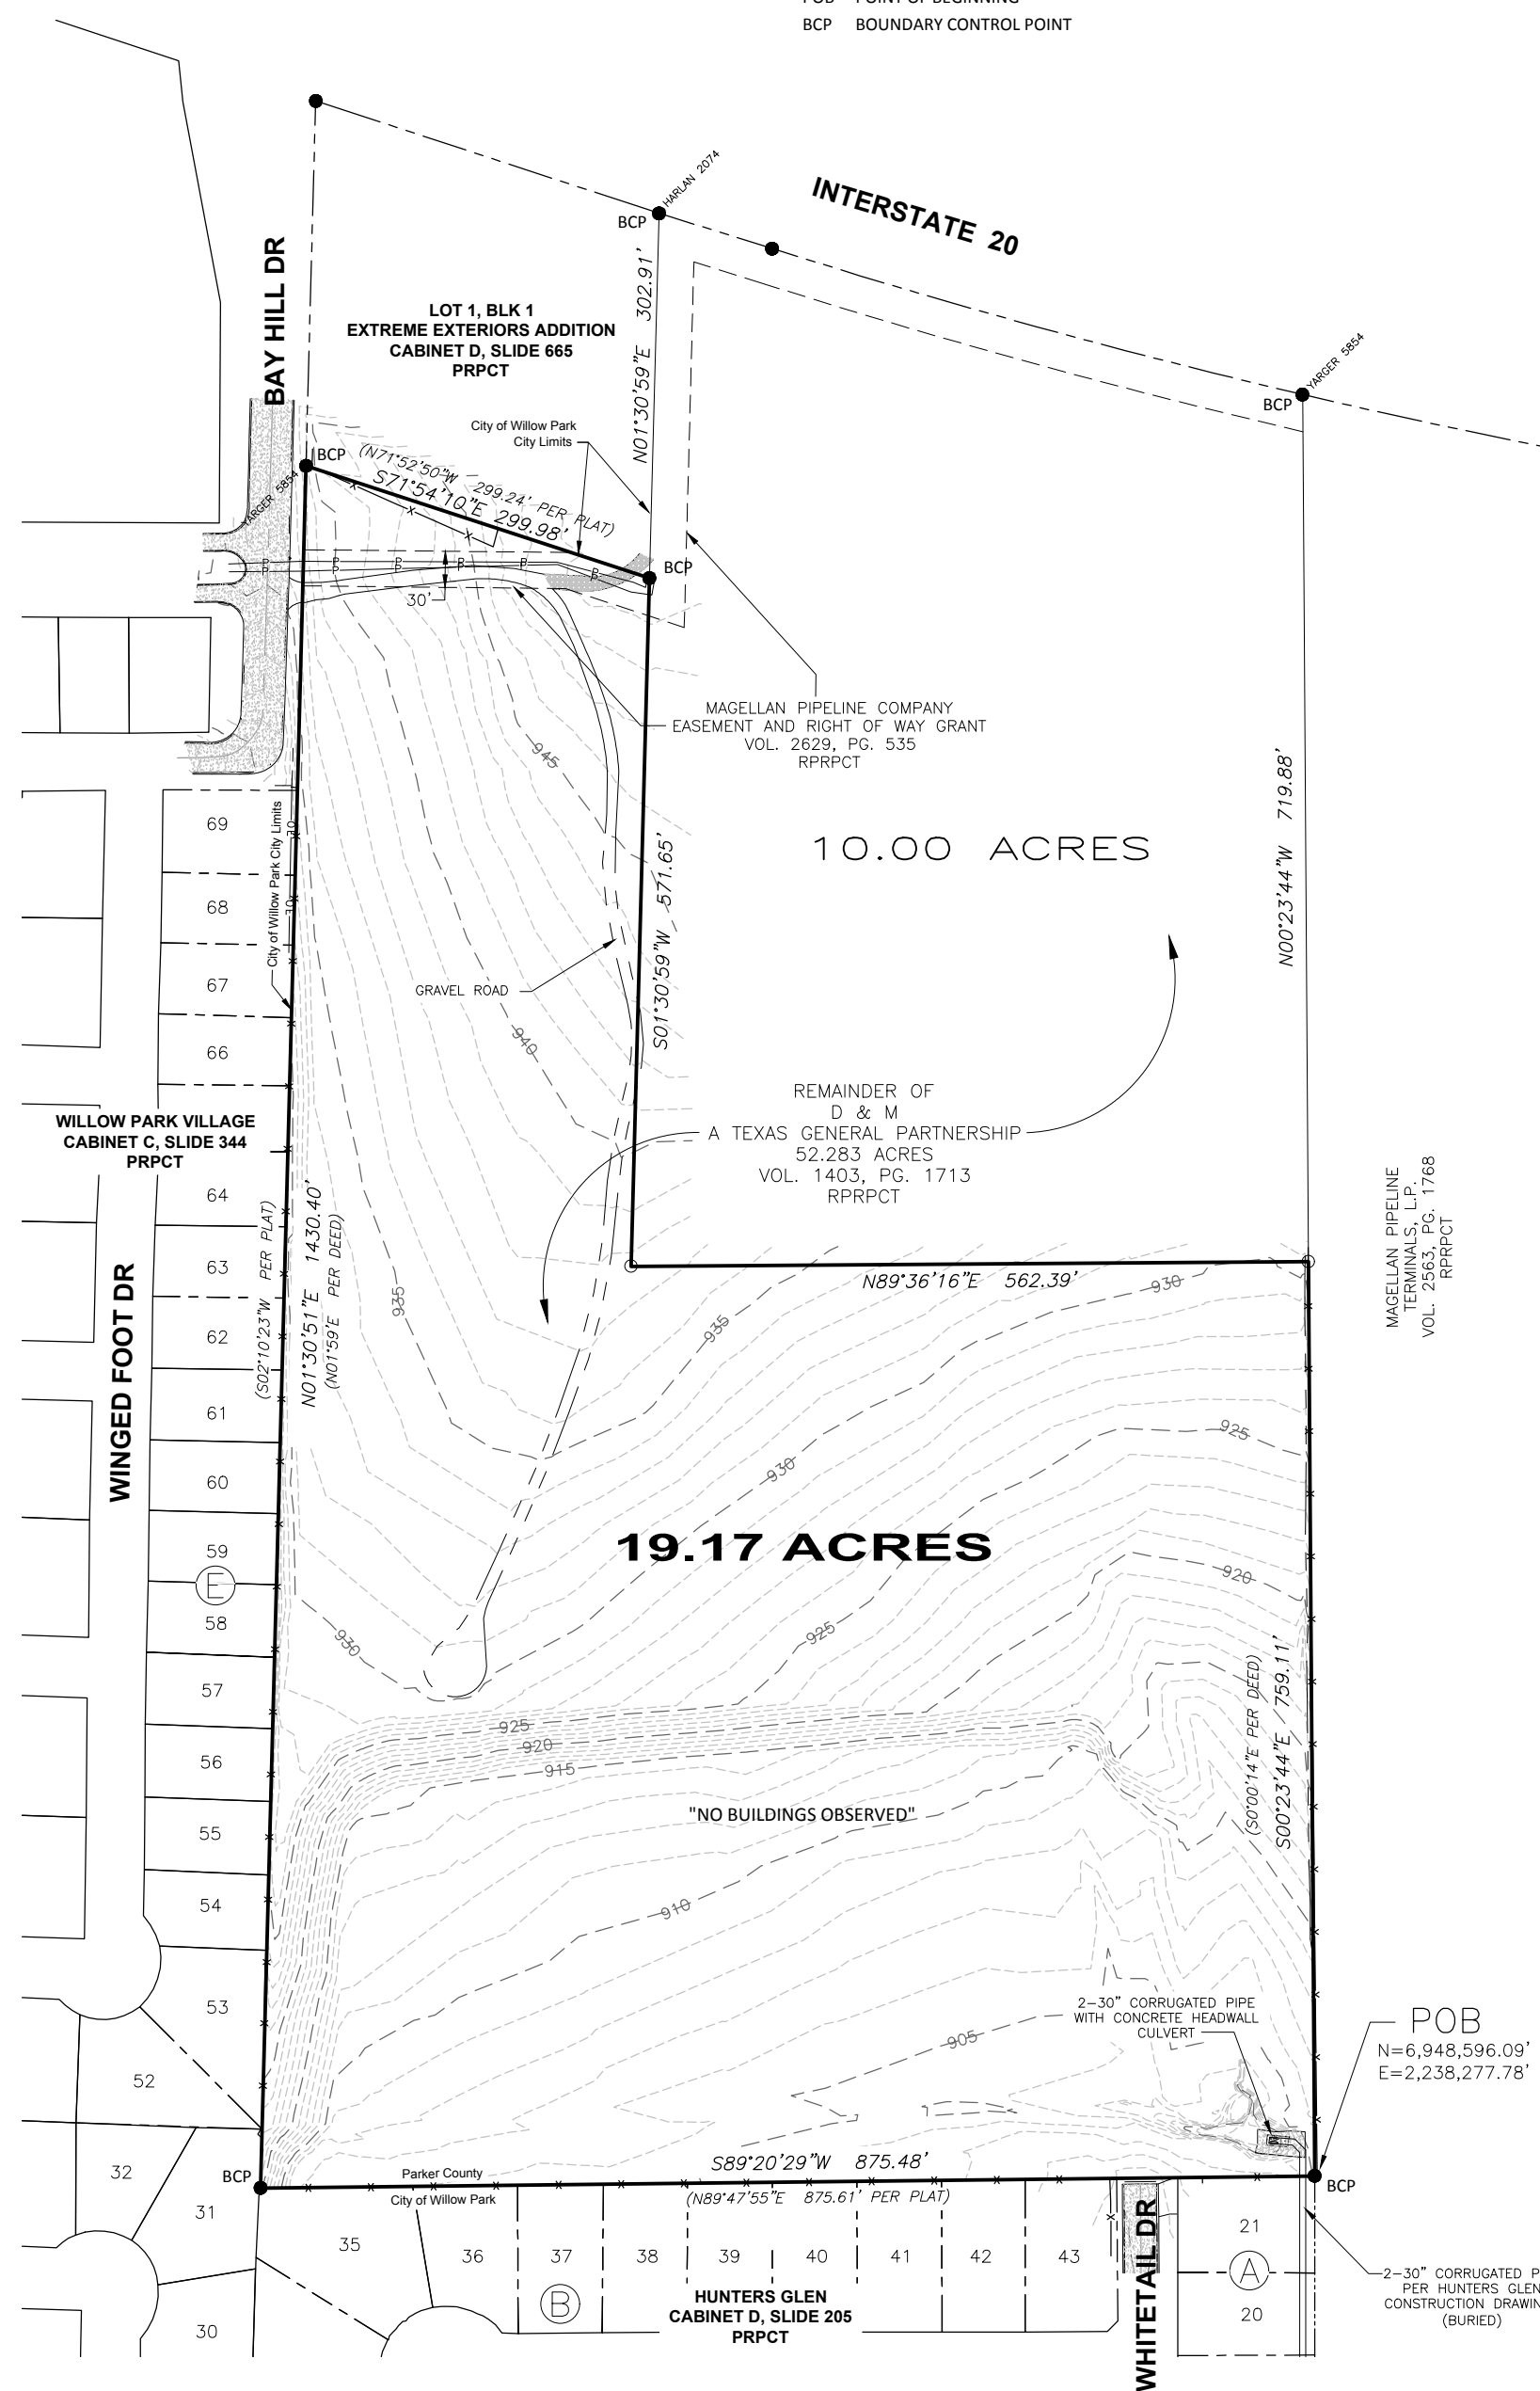 BCP BOUNDARY CONTROL POINT
HARLAN 2074
BCP
INTERSTATE 20
BAY HILL DR
N01°30'59"E 302.91'
LOT 1, BLK 1
EXTREME EXTERIORS ADDITION
CABINET D, SLIDE 665
PRPCT
YARGER 5854
BCP
City of Willow Park
City Limits
BCP
YARGER 5854
(N71°52'50"W 299.24' PER PLAT)
S71°54'10"E 299.98'
BCP
P P P P P P
P P P P P
30'
MAGELLAN PIPELINE COMPANY
EASEMENT AND RIGHT OF WAY GRANT
VOL. 2629, PG. 535
RPRPCT
945
N00°23'44"W 719.88'
69
City of Willow Park City Limits
10.00 ACRES
S01°30'59"W 571.65'
68
67
GRAVEL ROAD
940
66
REMAINDER OF
D & M
A TEXAS GENERAL PARTNERSHIP
52.283 ACRES
VOL. 1403, PG. 1713
RPRPCT
WILLOW PARK VILLAGE
CABINET C, SLIDE 344
PRPCT
64
MAGELLAN PIPELINE
TERMINALS, L.P.
VOL. 2563, PG. 1768
RPRPCT
(S02°10'23"W PER PLAT)
N01°30'51"E 1430.40'
(N01°59'E PER DEED)
63
N89°36'16"E 562.39'
930
935
935
62
WINGED FOOT DR
61
925
930
60
19.17 ACRES
59
E
920
58
930
925
57
(S0°00'14"E PER DEED)
S00°23'44"E 759.11'
925
920
915
56
"NO BUILDINGS OBSERVED"
55
54
910
53
2-30" CORRUGATED PIPE
WITH CONCRETE HEADWALL
CULVERT
905
POB
N=6,948,596.09'
E=2,238,277.78'
52
32
BCP
Parker County
City of Willow Park
S89°20'29"W 875.48'
(N89°47'55"E 875.61' PER PLAT)
BCP
31
35
36
37
38
39
40
41
42
43
WHITETAIL DR
21
A
20
B
HUNTERS GLEN
CABINET D, SLIDE 205
PRPCT
2-30" CORRUGATED P
PER HUNTERS GLEN
CONSTRUCTION DRAWIN
(BURIED)
30